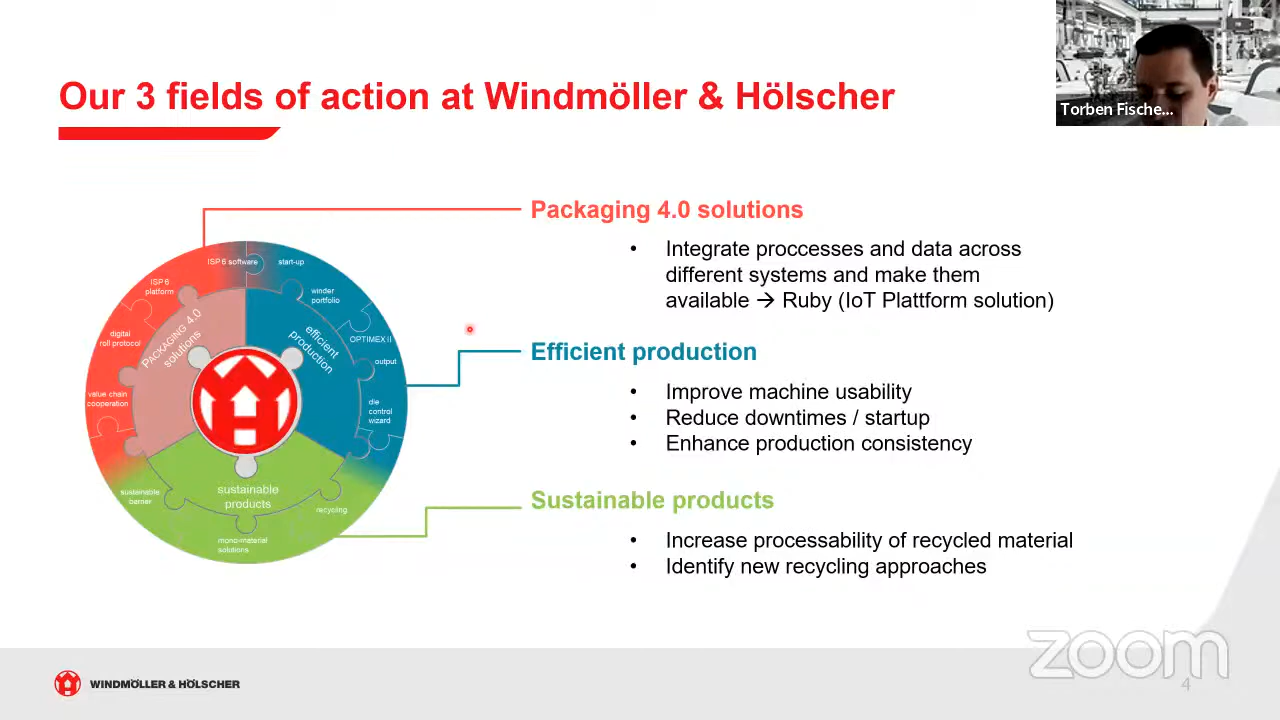 Our 3 fields of action at Windmöller & Hölscher
Torben Fische...
Packaging 4.0 solutions
• Integrate proccesses and data across
different systems and make them
available → Ruby (IoT Plattform solution)
Efficient production
• Improve machine usability
• Reduce downtimes / startup
• Enhance production consistency
Sustainable products
• Increase processability of recycled material
• Identify new recycling approaches
ISP 6 software
start-up
ISP 6
platform
winder
portfolio
digital
roll protocol
PACKAGING 4.0
solutions
efficient
production
OPTIMEX II
output
value chain
cooperation
die
control
wizard
sustainable
barrier
sustainable
products
recycling
mono-material
solutions
WINDMÖLLER & HÖLSCHER
zoom
4